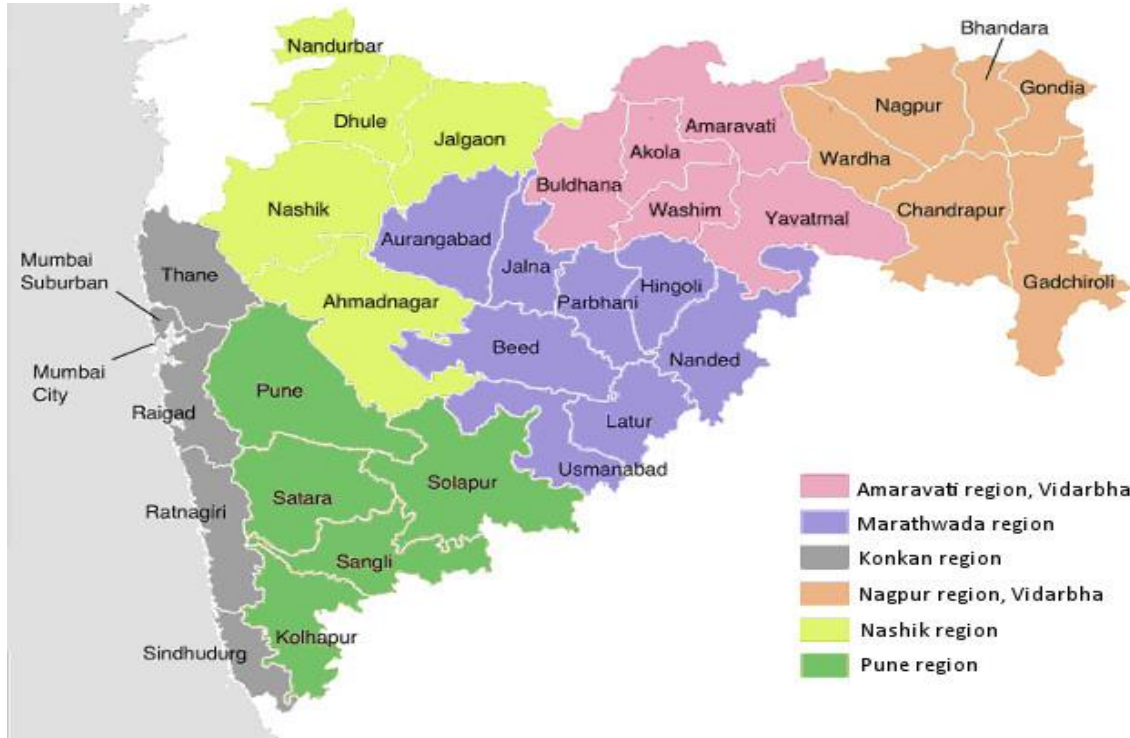 Nandurbar
Bhandara
Gondia
Nagpur
Dhule
Amaravati
Jalgaon
Akola
Wardha
Buldhana
Nashik
Washim
Yavatmal
Chandrapur
Aurangabad
Mumbai
Suburban
Thane
Jalna
Hingoli
Gadchiroli
Ahmadnagar
Parbhani
Beed
Nanded
Mumbai
City
Pune
Raigad
Latur
Usmanabad
Solapur
Satara
Ratnagiri
Sangli
Kolhapur
Sindhudurg
Amaravati region, Vidarbha
Marathwada region
Konkan region
Nagpur region, Vidarbha
Nashik region
Pune region